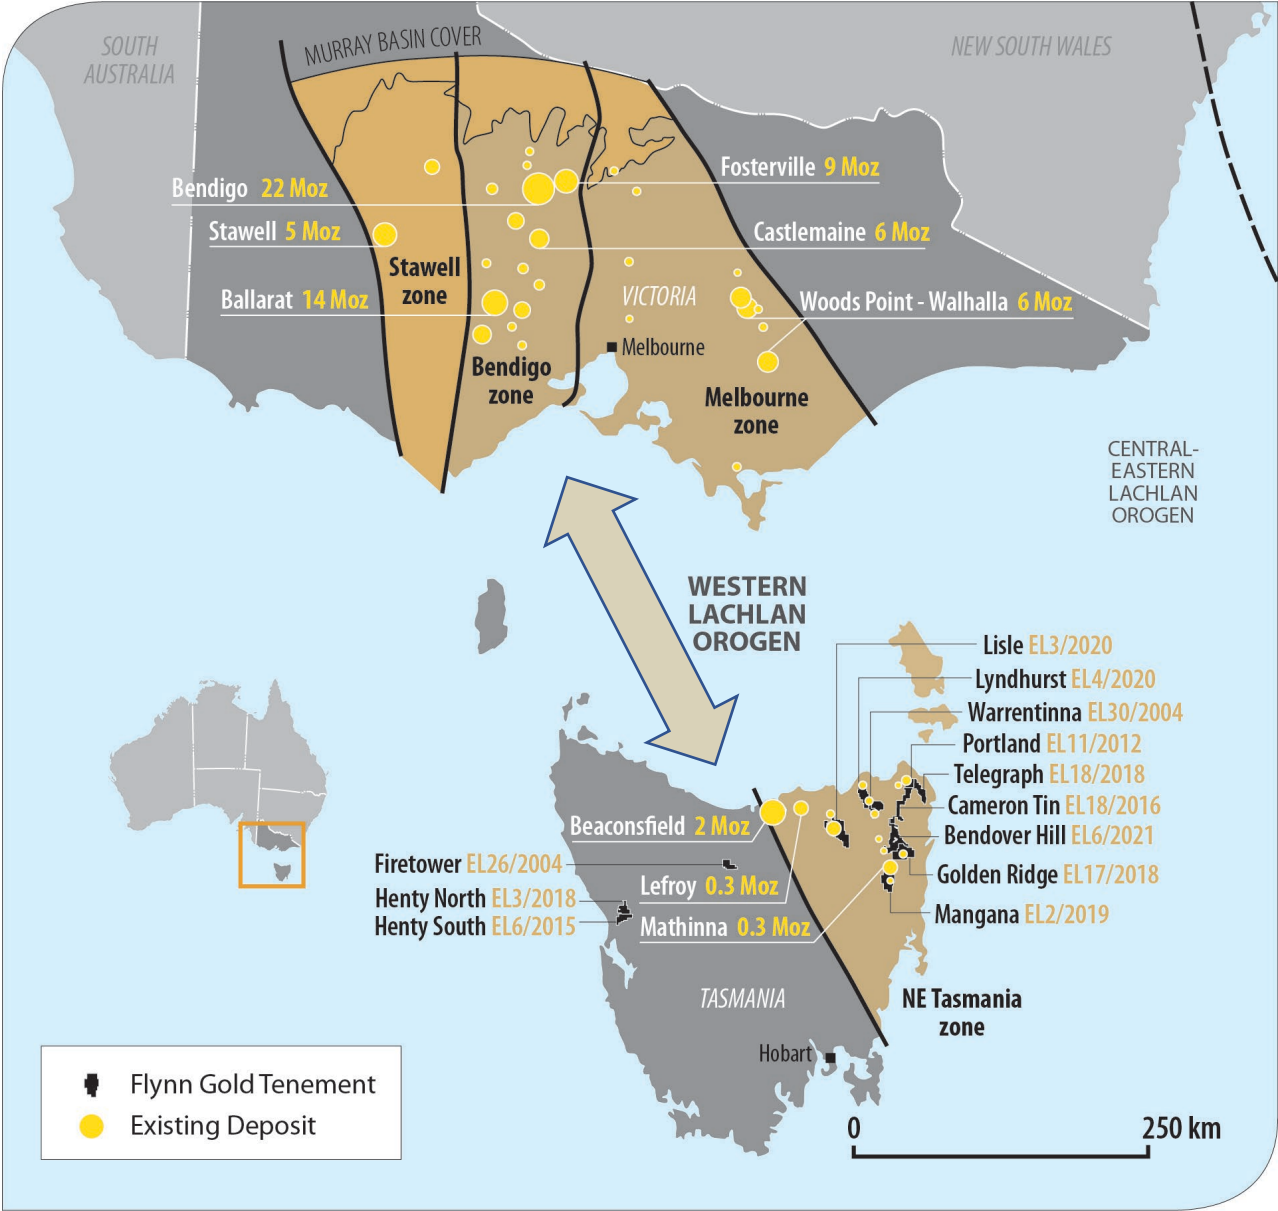 SOUTH
AUSTRALIA
MURRAY BASIN COVER
NEW SOUTH WALES
Bendigo 22 Moz
Fosterville 9 Moz
Stawell 5 Moz
Castlemaine 6 Moz
Stawell
zone
Ballarat 14 Moz
VICTORIA
Woods Point - Walhalla 6 Moz
Melbourne
Bendigo
zone
Melbourne
zone
CENTRAL-
EASTERN
LACHLAN
OROGEN
WESTERN
LACHLAN
OROGEN
Lisle EL3/2020
Lyndhurst EL4/2020
Warrentinna EL30/2004
Portland EL11/2012
Telegraph EL18/2018
Cameron Tin EL18/2016
Bendover Hill EL6/2021
Golden Ridge EL17/2018
Mangana EL2/2019
Beaconsfield 2 Moz
Firetower EL26/2004
Lefroy 0.3 Moz
Henty North EL3/2018
Henty South EL6/2015
Mathinna 0.3 Moz
TASMANIA
NE Tasmania
zone
Hobart
Flynn Gold Tenement
Existing Deposit
0 250 km